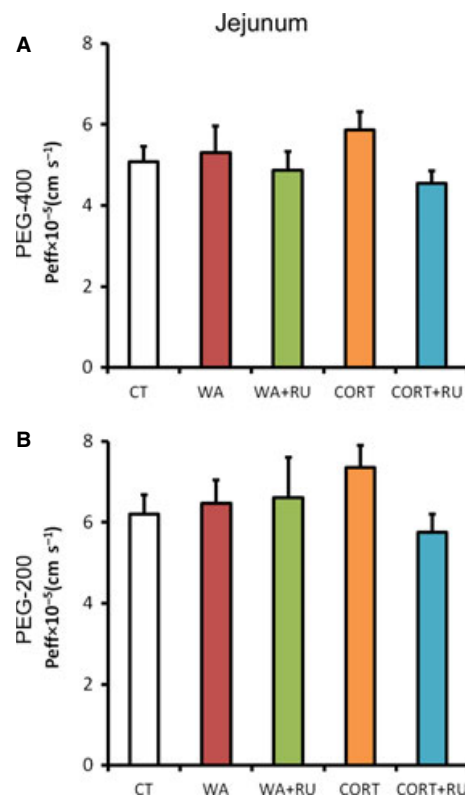 Jejunum
A
PEG-400
Peff×10⁻⁵(cm s⁻¹)
8
6
4
2
0
CT WA WA+RU CORT CORT+RU
B
PEG-200
Peff×10⁻⁵(cm s⁻¹)
8
6
4
2
0
CT WA WA+RU CORT CORT+RU